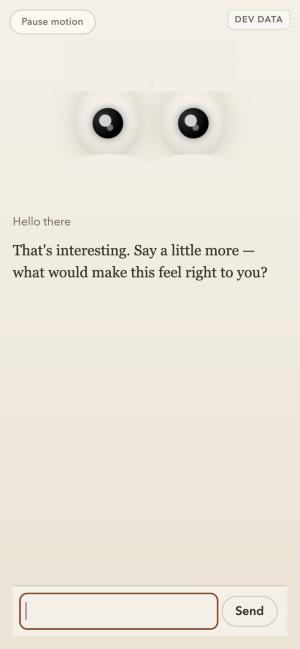 Pause motion
DEV DATA
Hello there
That's interesting. Say a little more —
what would make this feel right to you?
Send